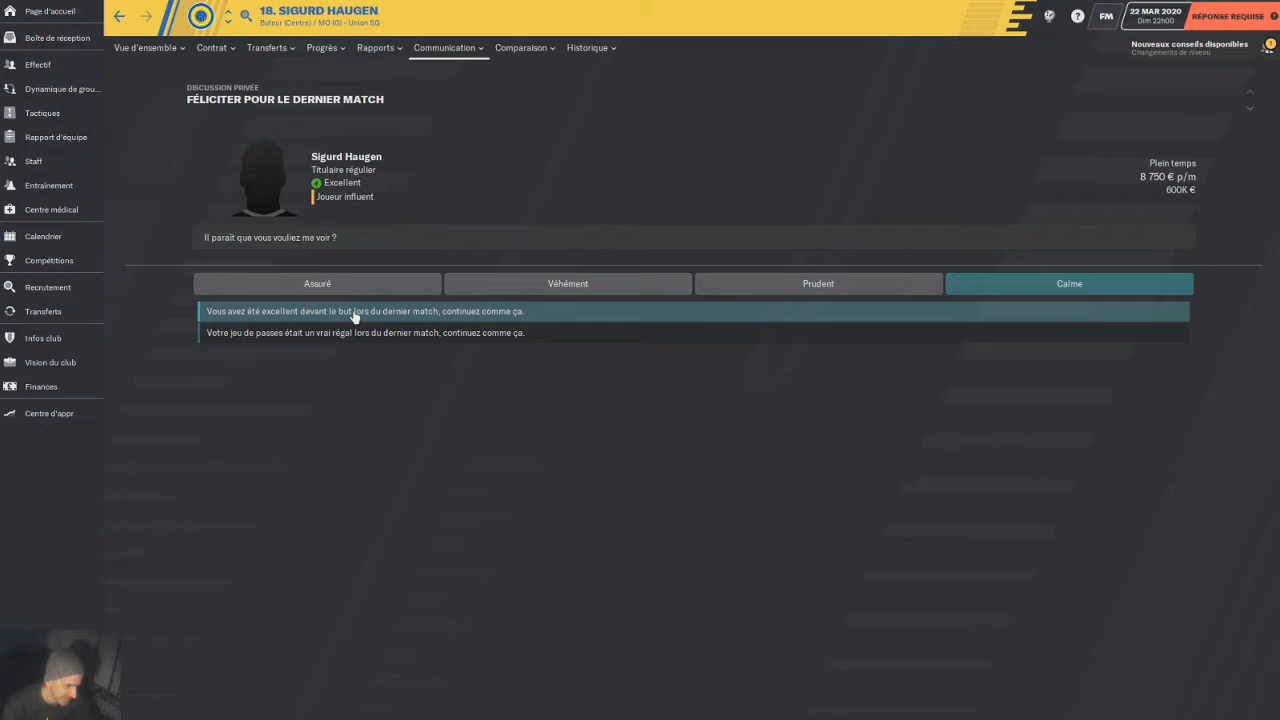 Page d'accueil
Boîte de réception
Effectif
Dynamique de grou...
Tactiques
Rapport d'équipe
Staff
Entraînement
Centre médical
Calendrier
Compétitions
Recrutement
Transferts
Infos club
Vision du club
Finances
Centre d'appr.
18. SIGURD HAUGEN
Buteur (Centre) / MO (G) - Union SG
FM
22 MAR 2020
Dim 22h00
RÉPONSE REQUISE
Vue d'ensemble
Contrat
Transferts
Progrès
Rapports
Communication
Comparaison
Historique
Nouveaux conseils disponibles
Changements de niveau
1
DISCUSSION PRIVÉE
FÉLICITER POUR LE DERNIER MATCH
Sigurd Haugen
Titulaire régulier
Excellent
Joueur influent
Plein temps
8 750 € p/m
600K €
Il paraît que vous vouliez me voir ?
Assuré
Véhément
Prudent
Calme
Vous avez été excellent devant le but lors du dernier match, continuez comme ça.
Votre jeu de passes était un vrai régal lors du dernier match, continuez comme ça.